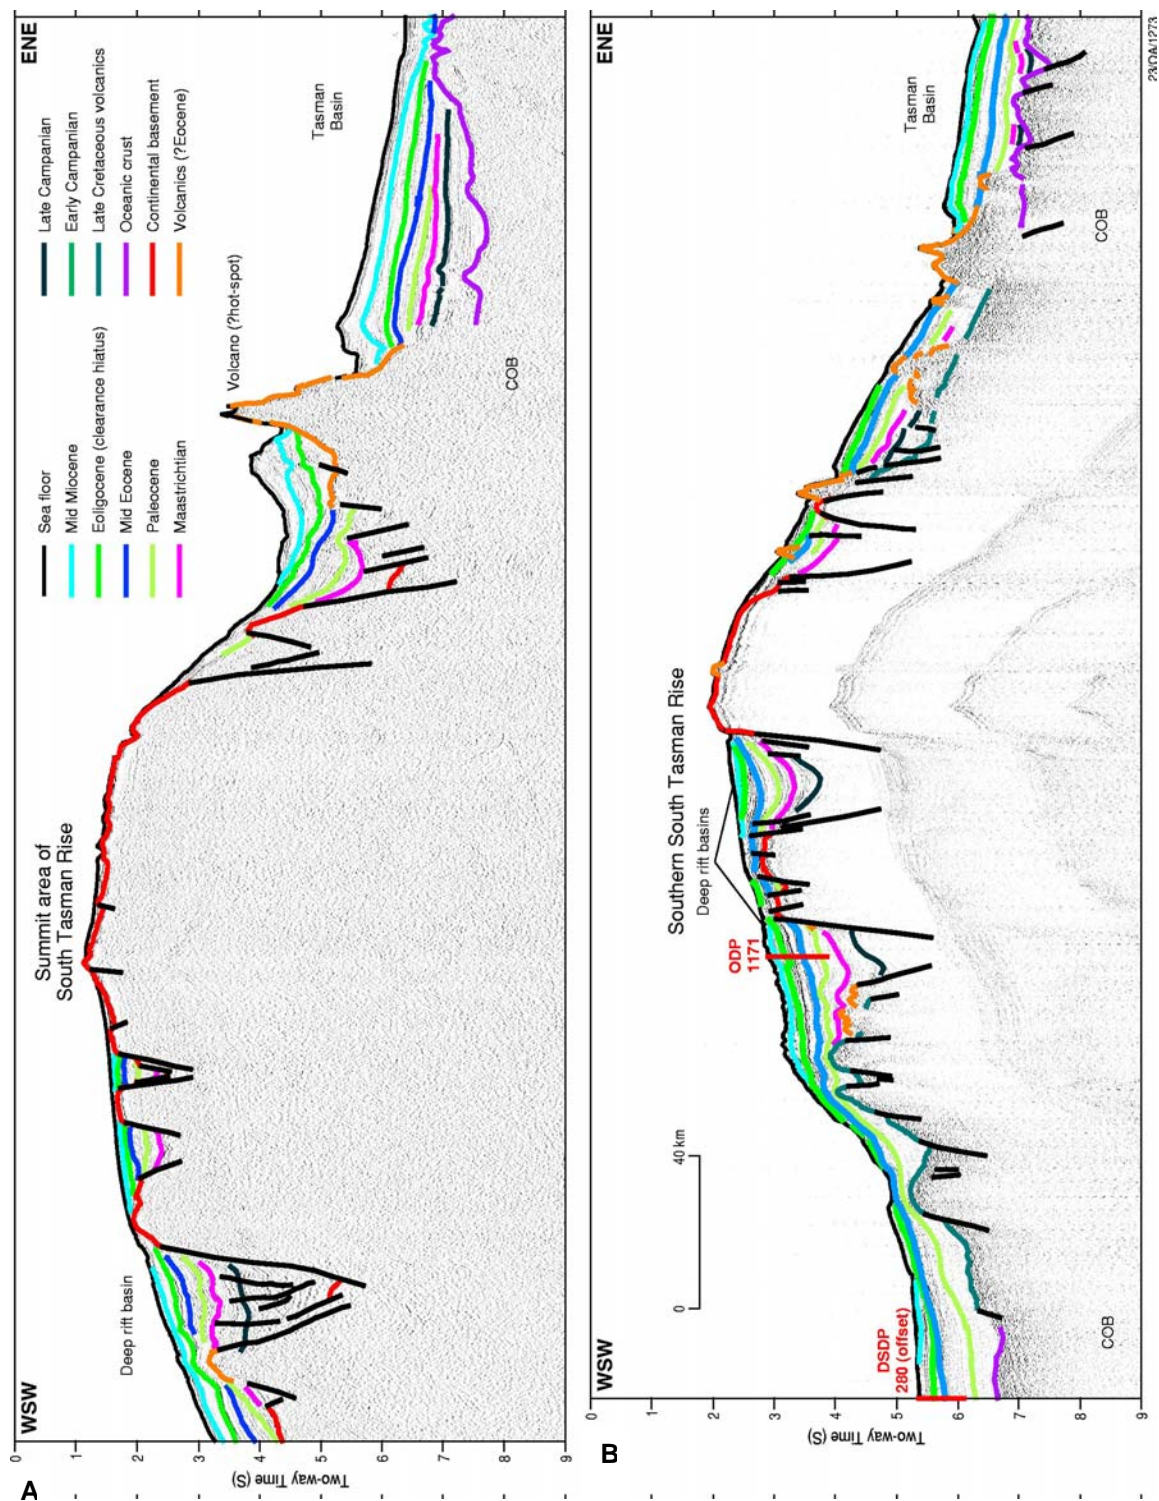 A
WSW
ENE
Summit area of
South Tasman Rise
Deep rift basin
Volcano (?hot-spot)
Tasman
Basin
COB
Sea floor
Mid Miocene
Eoligocene (clearance hiatus)
Mid Eocene
Paleocene
Maastrichtian
Late Campanian
Early Campanian
Late Cretaceous volcanics
Oceanic crust
Continental basement
Volcanics (?Eocene)
Two-way Time (S)
0
1
2
3
4
5
6
7
8
9
B
WSW
ENE
Southern South Tasman Rise
Deep rift basins
ODP
1171
DSDP
280 (offset)
0
40 km
Tasman
Basin
COB
COB
Two-way Time (S)
0
1
2
3
4
5
6
7
8
9
23/OA/1273